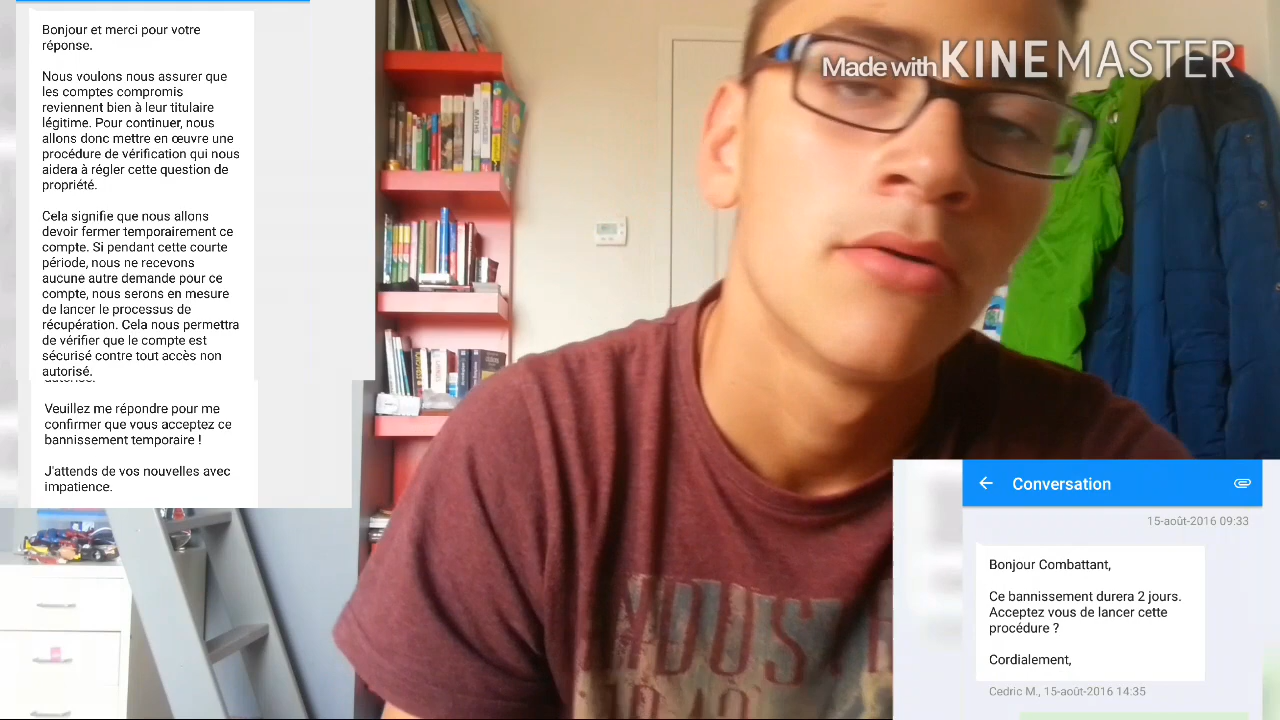 Bonjour et merci pour votre
réponse.
Nous voulons nous assurer que
les comptes compromis
reviennent bien à leur titulaire
légitime. Pour continuer, nous
allons donc mettre en œuvre une
procédure de vérification qui nous
aidera à régler cette question de
propriété.
Cela signifie que nous allons
devoir fermer temporairement ce
compte. Si pendant cette courte
période, nous ne recevons
aucune autre demande pour ce
compte, nous serons en mesure
de lancer le processus de
récupération. Cela nous permettra
de vérifier que le compte est
sécurisé contre tout accès non
autorisé.
autorisé.
Veuillez me répondre pour me
confirmer que vous acceptez ce
bannissement temporaire !
J'attends de vos nouvelles avec
impatience.
Made with KINEMASTER
MATHS
Conversation
15-août-2016 09:33
Bonjour Combattant,
Ce bannissement durera 2 jours.
Acceptez vous de lancer cette
procédure ?
Cordialement,
Cedric M., 15-août-2016 14:35